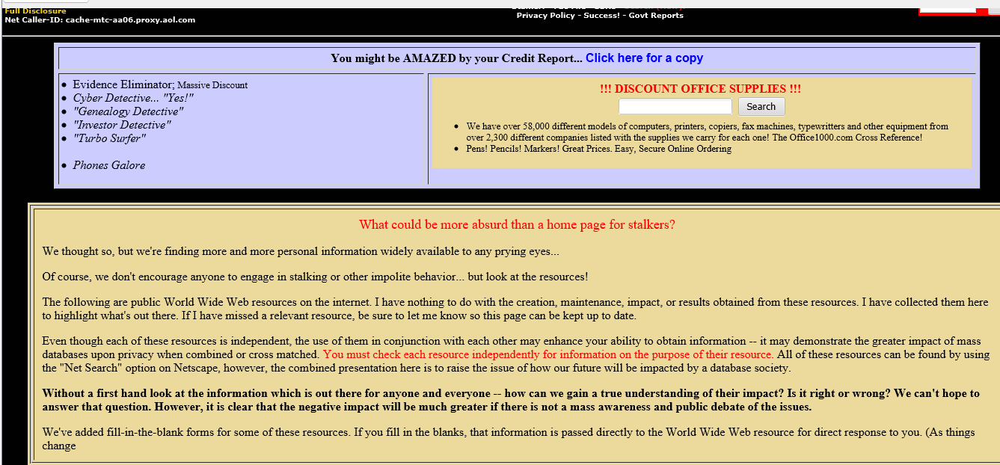 Full Disclosure
Net Caller-ID: cache-mtc-aa06.proxy.aol.com
Privacy Policy - Success! - Govt Reports
You might be AMAZED by your Credit Report... Click here for a copy
Evidence Eliminator; Massive Discount
Cyber Detective... "Yes!"
"Genealogy Detective"
"Investor Detective"
"Turbo Surfer"
Phones Galore
!!! DISCOUNT OFFICE SUPPLIES !!!
Search
We have over 58,000 different models of computers, printers, copiers, fax machines, typewritters and other equipment from
over 2,300 different companies listed with the supplies we carry for each one! The Office1000.com Cross Reference!
Pens! Pencils! Markers! Great Prices. Easy, Secure Online Ordering
What could be more absurd than a home page for stalkers?
We thought so, but we're finding more and more personal information widely available to any prying eyes...
Of course, we don't encourage anyone to engage in stalking or other impolite behavior... but look at the resources!
The following are public World Wide Web resources on the internet. I have nothing to do with the creation, maintenance, impact, or results obtained from these resources. I have collected them here
to highlight what's out there. If I have missed a relevant resource, be sure to let me know so this page can be kept up to date.
Even though each of these resources is independent, the use of them in conjunction with each other may enhance your ability to obtain information -- it may demonstrate the greater impact of mass
databases upon privacy when combined or cross matched. You must check each resource independently for information on the purpose of their resource. All of these resources can be found by using
the "Net Search" option on Netscape, however, the combined presentation here is to raise the issue of how our future will be impacted by a database society.
Without a first hand look at the information which is out there for anyone and everyone -- how can we gain a true understanding of their impact? Is it right or wrong? We can't hope to
answer that question. However, it is clear that the negative impact will be much greater if there is not a mass awareness and public debate of the issues.
We've added fill-in-the-blank forms for some of these resources. If you fill in the blanks, that information is passed directly to the World Wide Web resource for direct response to you. (As things
change